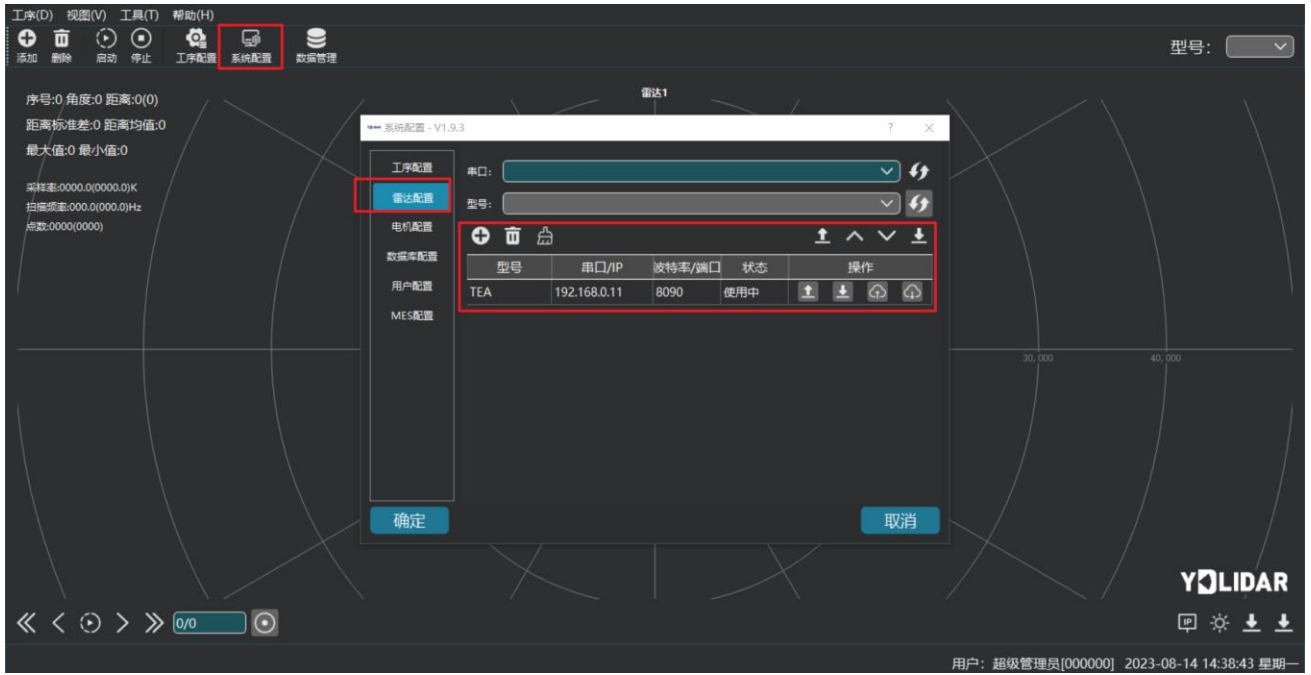 工序(D) 视图(V) 工具(T) 帮助(H)
添加 删除 启动 停止 工序配置 系统配置 数据管理
型号:
雷达1
序号:0 角度:0 距离:0(0)
距离标准差:0 距离均值:0
最大值:0 最小值:0
采样率:0000.0(0000.0)K
扫描频率:000.0(000.0)Hz
点数:0000(0000)
系统配置 - V1.9.3
工序配置
雷达配置
电机配置
数据库配置
用户配置
MES配置
串口:
型号:
型号 串口/IP 波特率/端口 状态 操作
TEA 192.168.0.11 8090 使用中
确定 取消
30,000 40,000
YDLIDAR
0/0
IP
用户: 超级管理员[000000] 2023-08-14 14:38:43 星期一